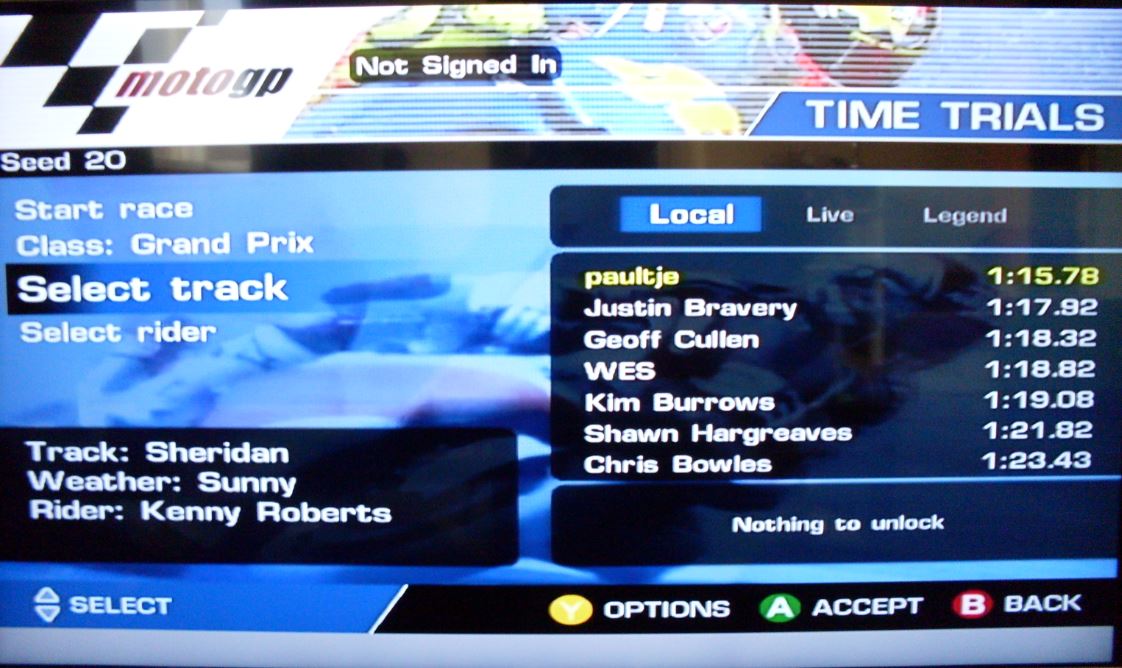 motogp
Not Signed In
TIME TRIALS
Seed 20
Start race
Class: Grand Prix
Select track
Select rider
Track: Sheridan
Weather: Sunny
Rider: Kenny Roberts
Local Live Legend
paultje 1:15.78
Justin Bravery 1:17.92
Geoff Cullen 1:18.32
WES 1:18.82
Kim Burrows 1:19.08
Shawn Hargreaves 1:21.82
Chris Bowles 1:23.43
Nothing to unlock
SELECT Y OPTIONS A ACCEPT B BACK